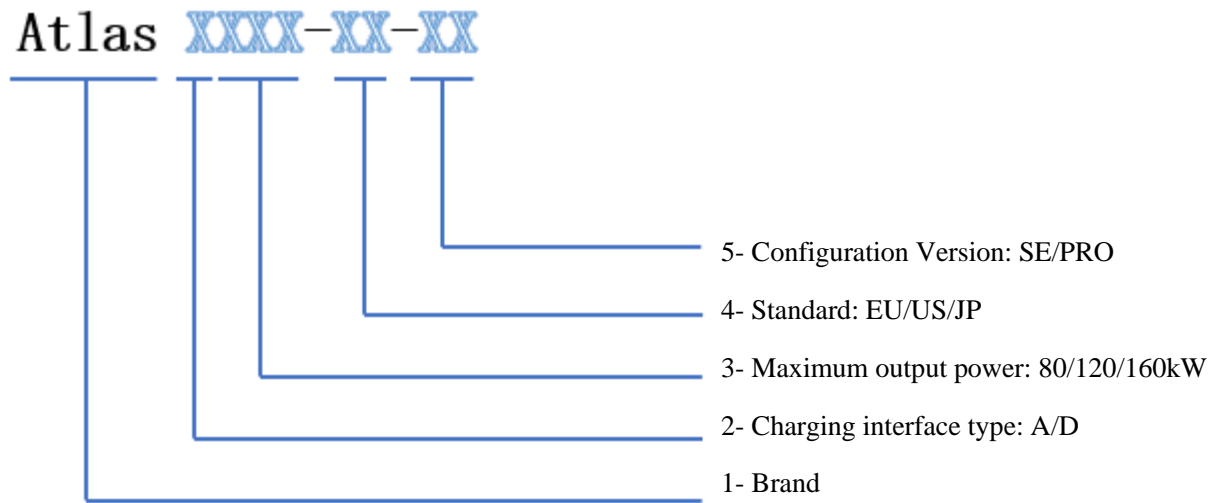 Atlas XXXX-XX-XX
5- Configuration Version: SE/PRO
4- Standard: EU/US/JP
3- Maximum output power: 80/120/160kW
2- Charging interface type: A/D
1- Brand